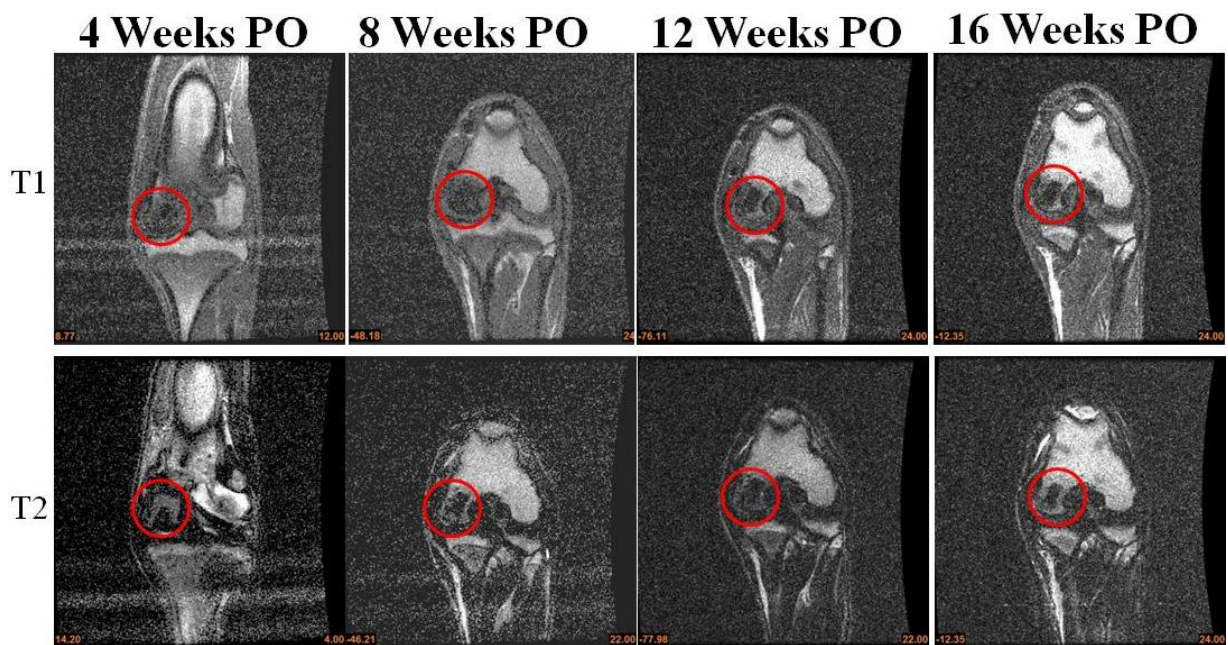 4 Weeks PO 8 Weeks PO 12 Weeks PO 16 Weeks PO
T1
8.77 12.00 -48.18 24 -76.11 24.00 -12.35 24.00
T2
14.20 4.00 -46.21 22.00 -77.98 22.00 -12.35 24.00